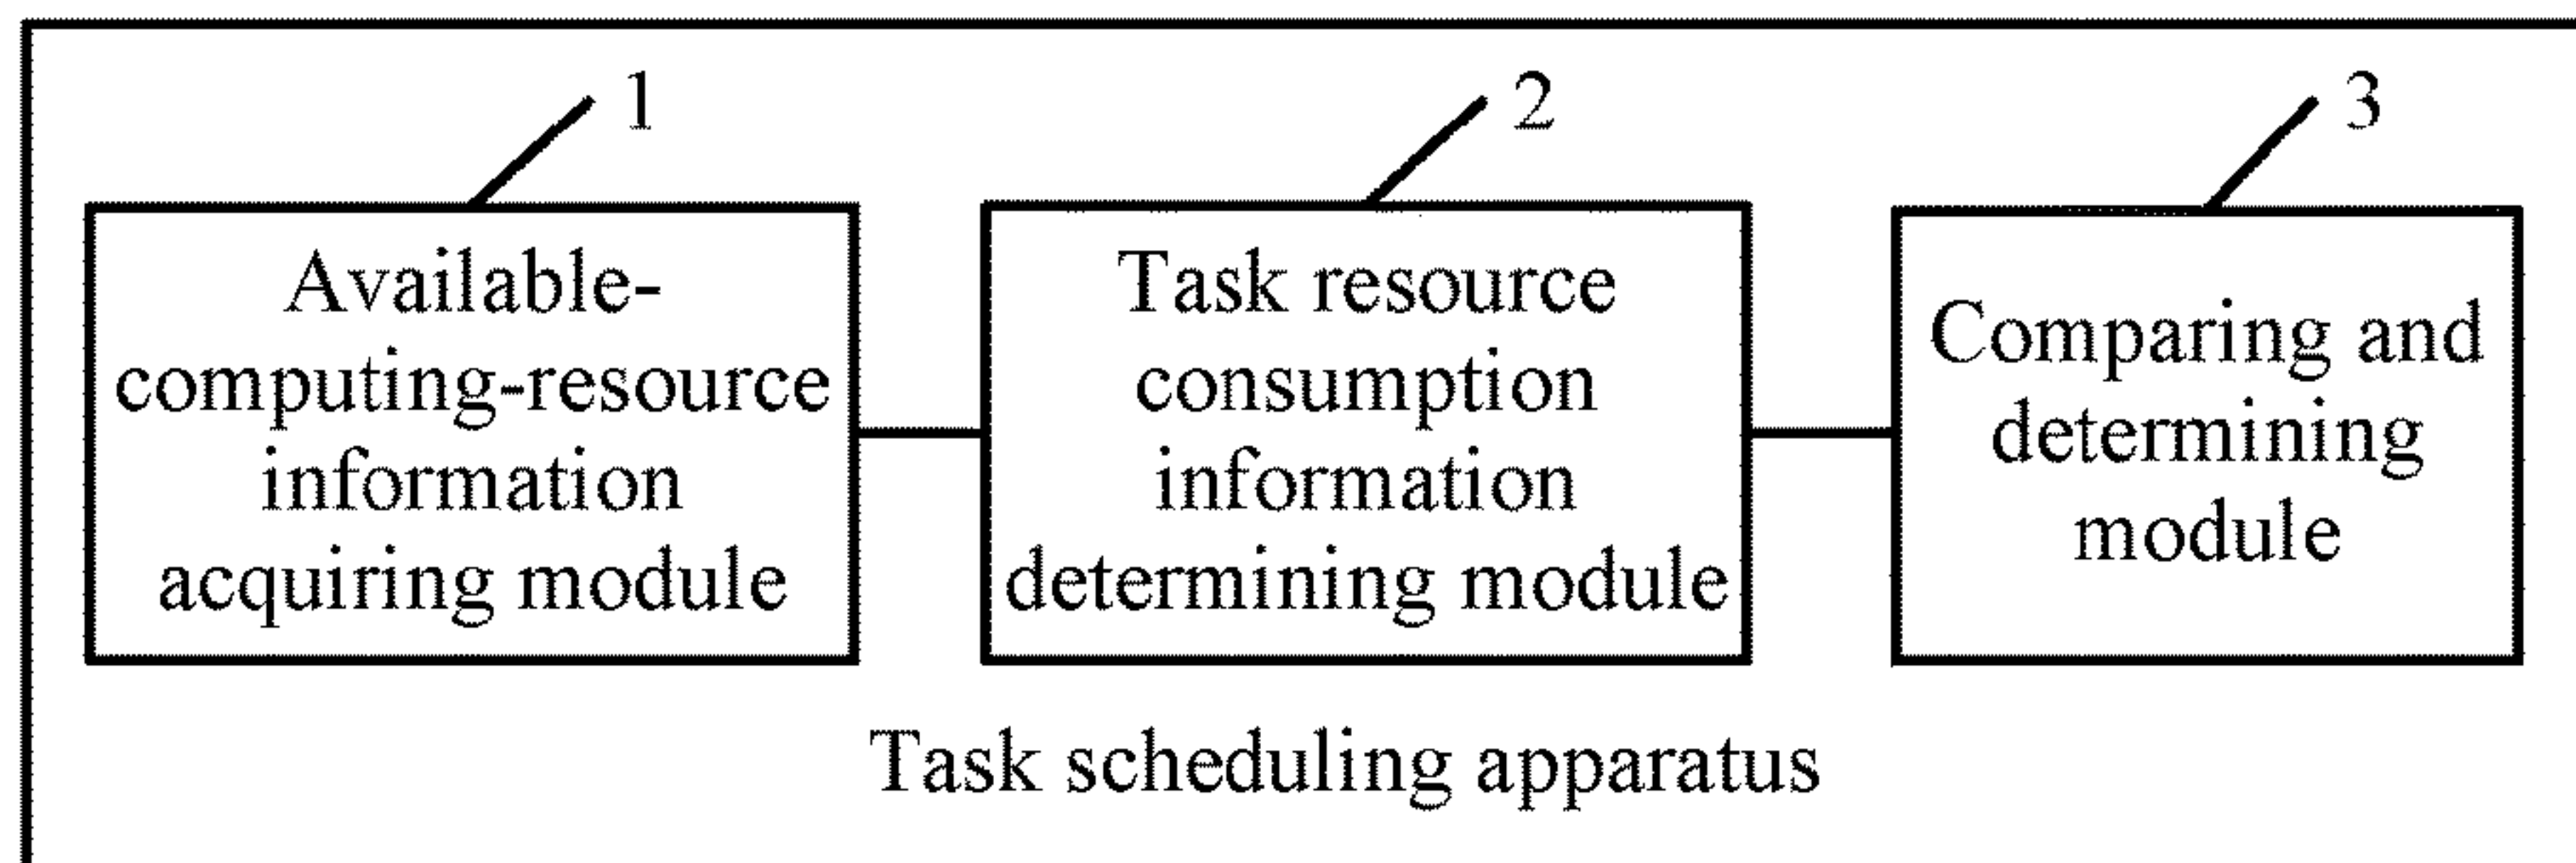 1
2
3
Available-
computing-resource
information
acquiring module
Task resource
consumption
information
determining module
Comparing and
determining
module
Task scheduling apparatus